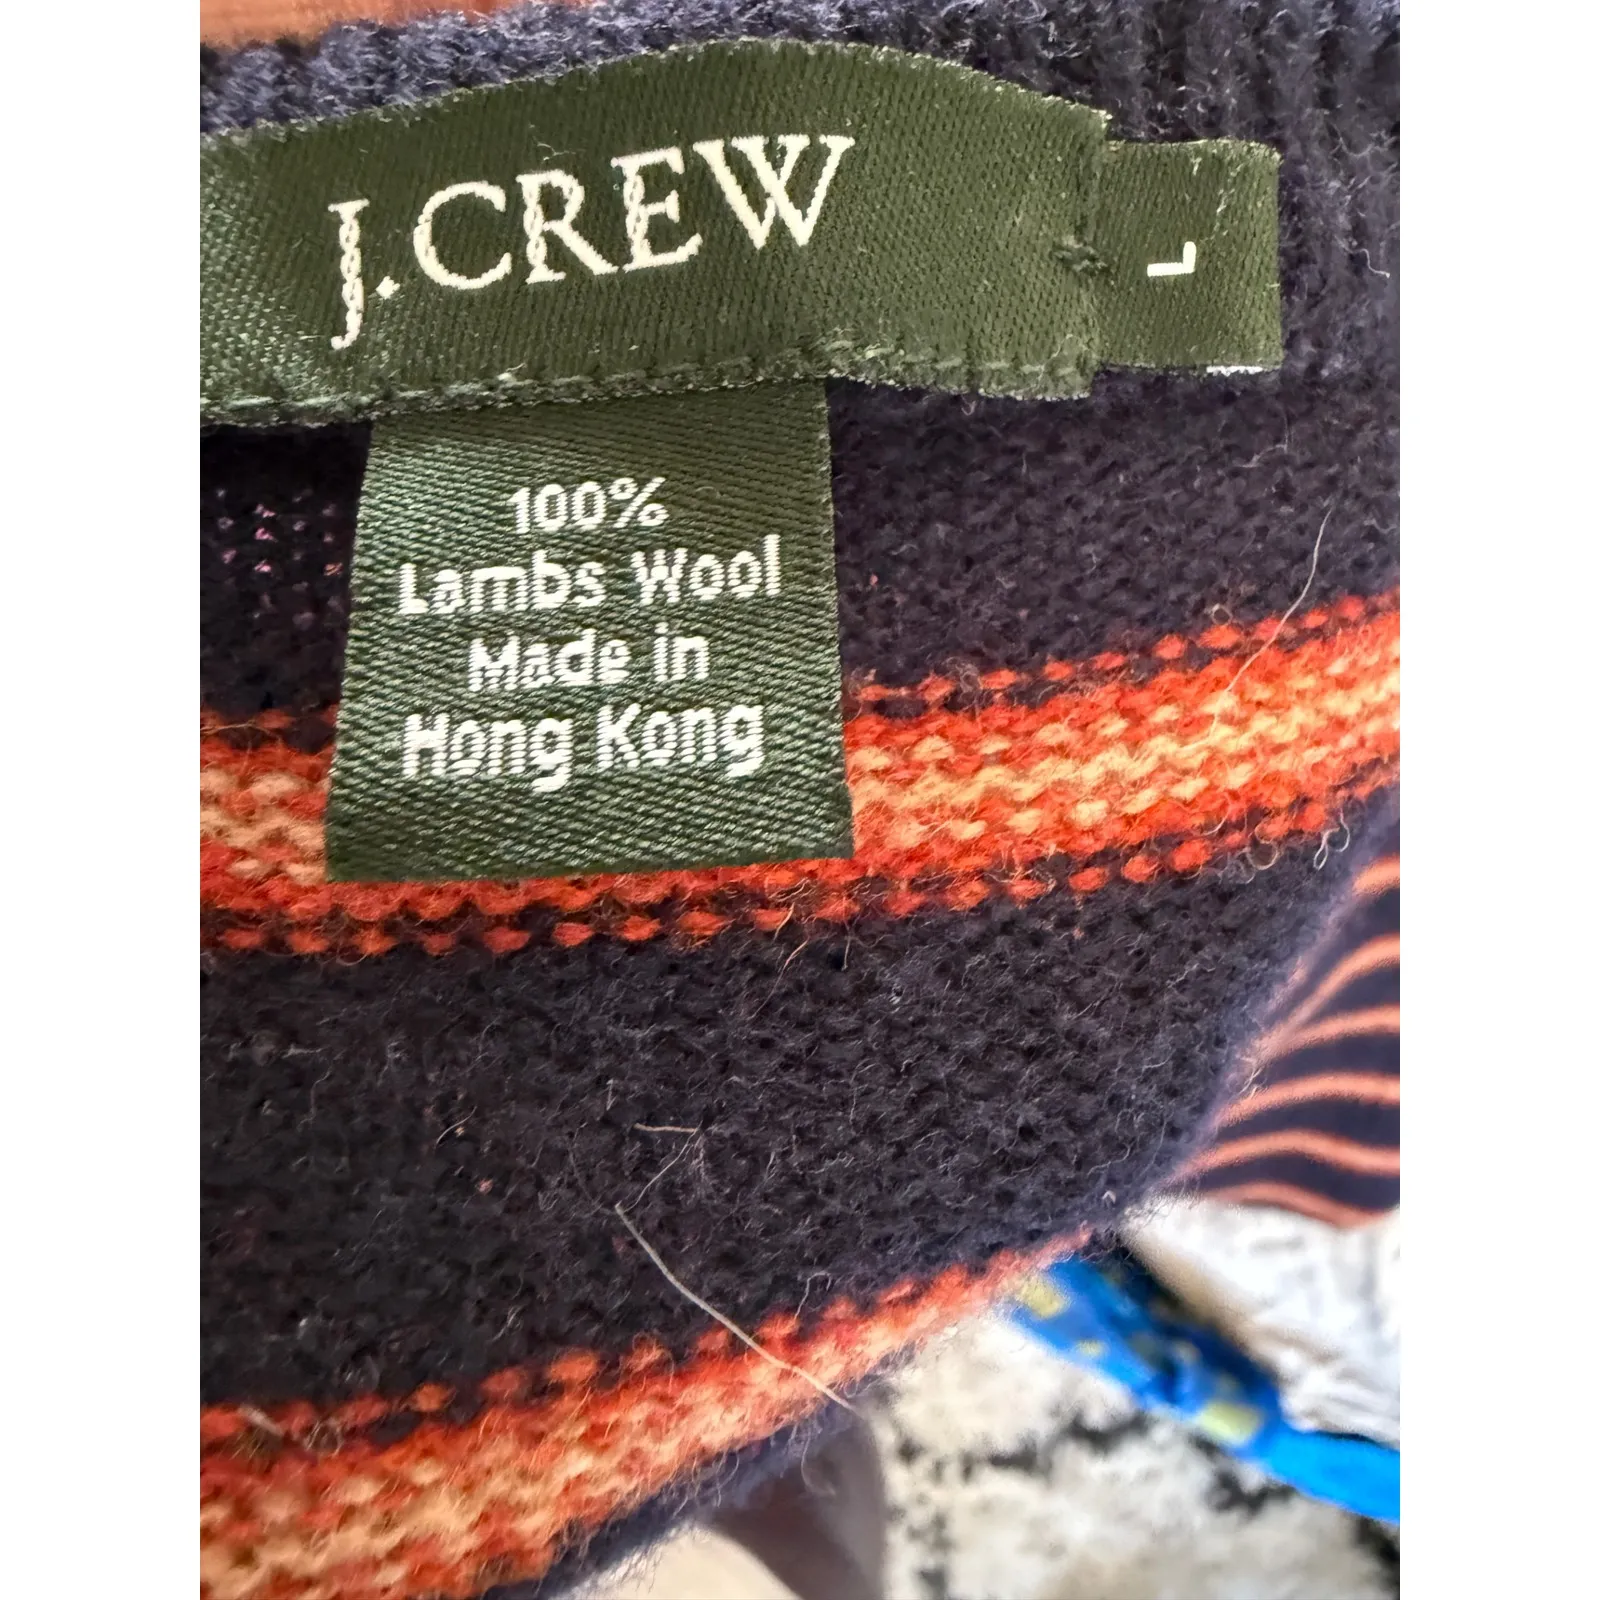 J.CREW
L
100%
Lambs Wool
Made in
Hong Kong